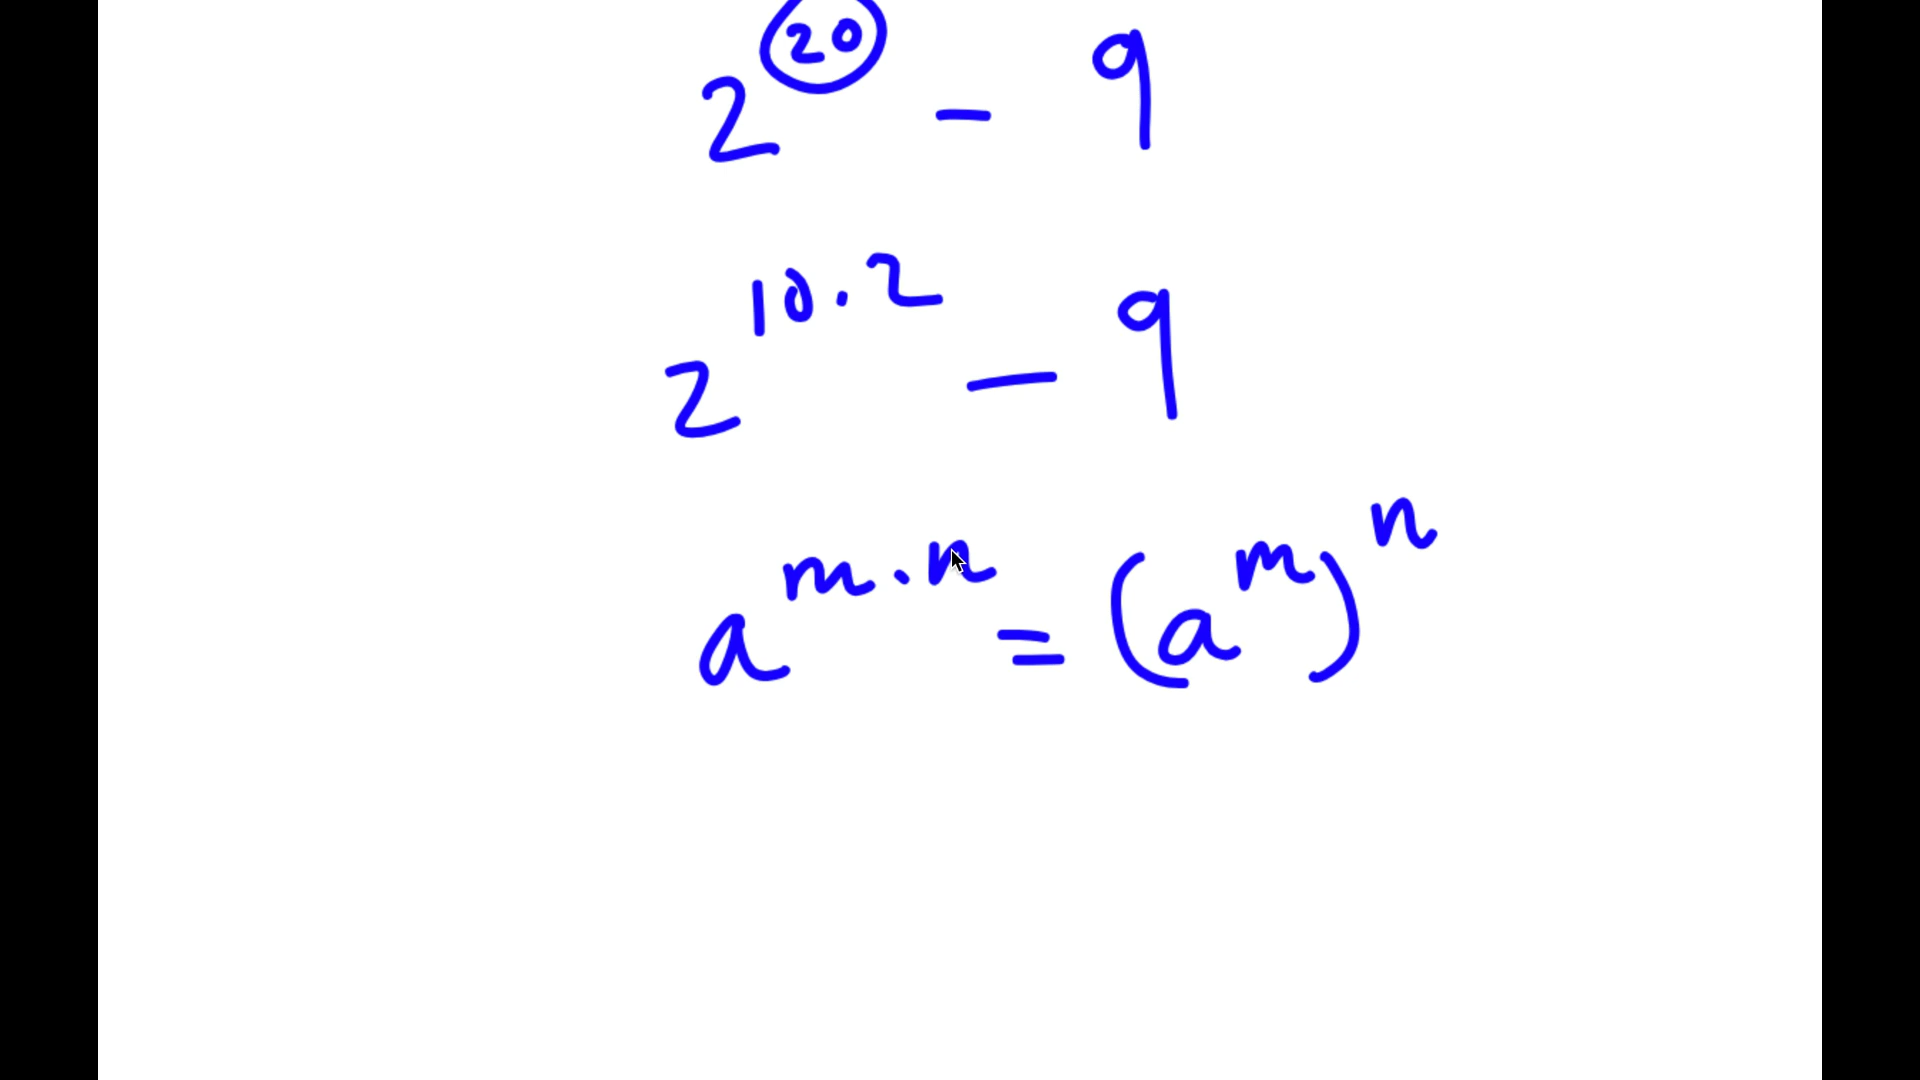 2^20 - 9
2^10.2 - 9
a^m.n = (a^m)^n